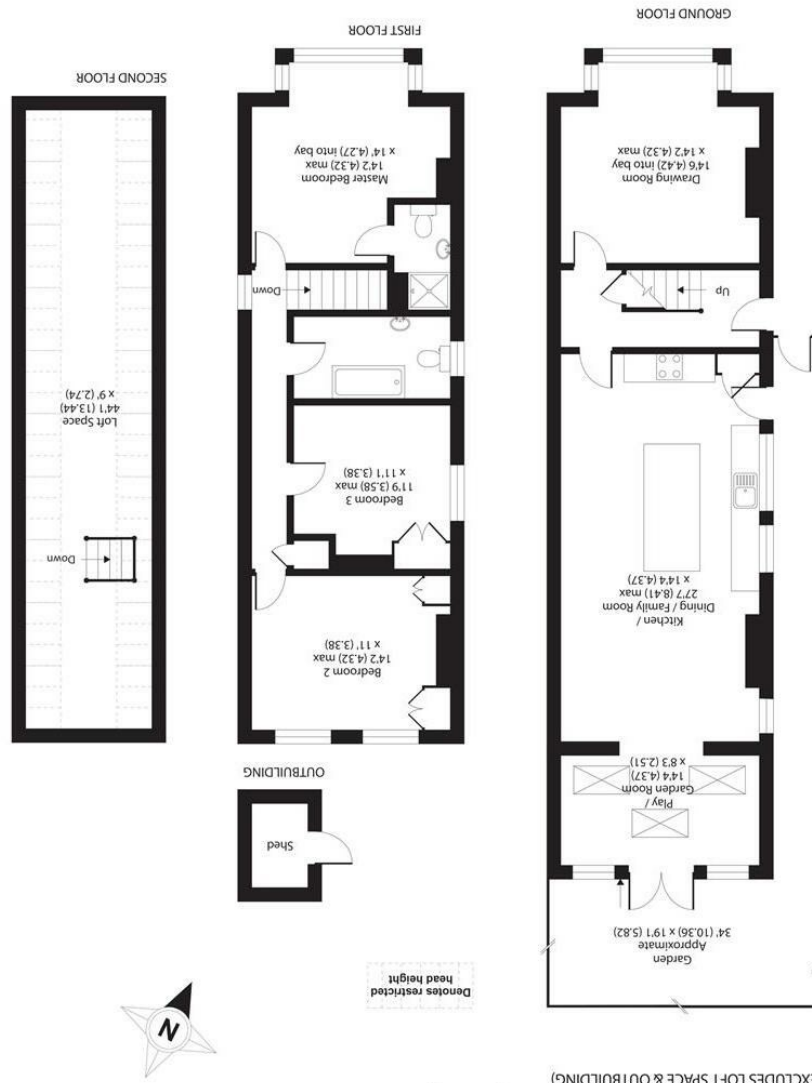 EXCLUDES LOFT SPACE & OUTBUILDING)
N
Denotes restricted
head height
Garden
Approximate
34' (10.36) x 19'1 (5.82)
Play /
Garden Room
14'4 (4.37)
x 8'3 (2.51)
Kitchen /
Dining / Family Room
27'7 (8.41) max
x 14'4 (4.37)
Up
Drawing Room
14'6 (4.42) into bay
x 14'2 (4.32) max
GROUND FLOOR
Shed
OUTBUILDING
Bedroom 2
14'2 (4.32) max
x 11' (3.38)
Bedroom 3
11'9 (3.58) max
x 11'1 (3.38)
Down
Master Bedroom
14'2 (4.32) max
x 14' (4.27) into bay
FIRST FLOOR
Down
Loft Space
44'1 (13.44)
x 9' (2.74)
SECOND FLOOR